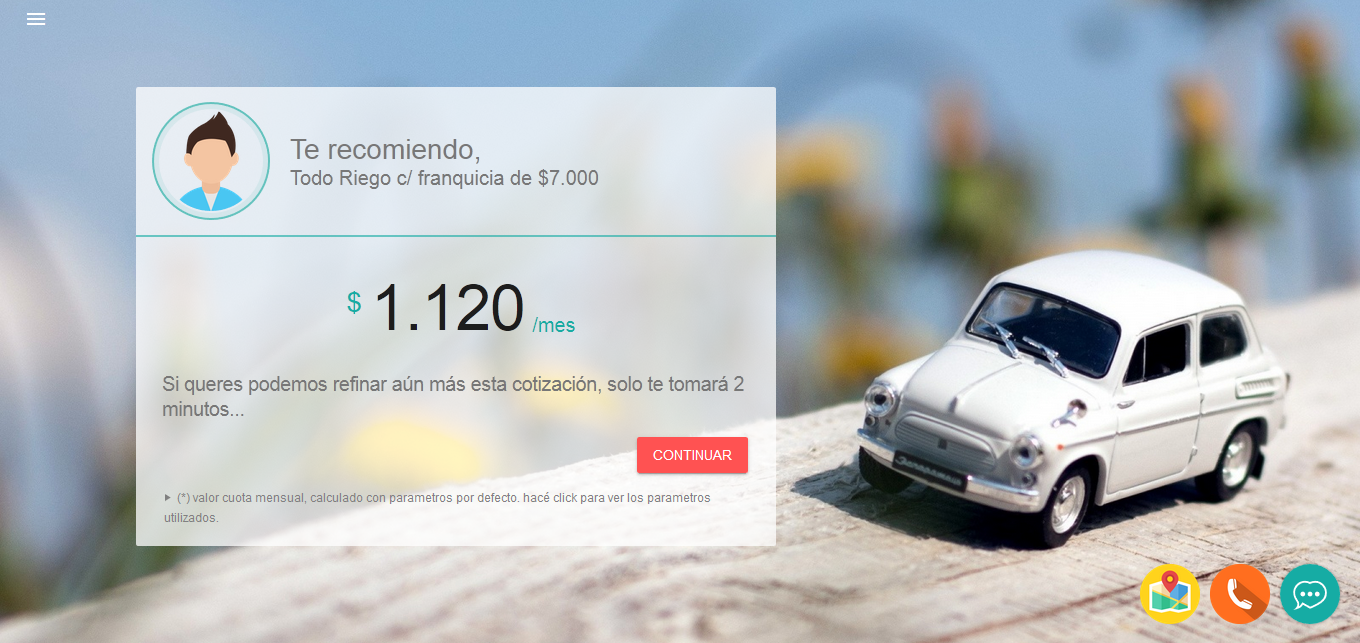 Te recomiendo,
Todo Riego c/ franquicia de $7.000
$ 1.120 /mes
Si queres podemos refinar aún más esta cotización, solo te tomará 2
minutos...
CONTINUAR
(*) valor cuota mensual, calculado con parametros por defecto. hacé click para ver los parametros
utilizados.